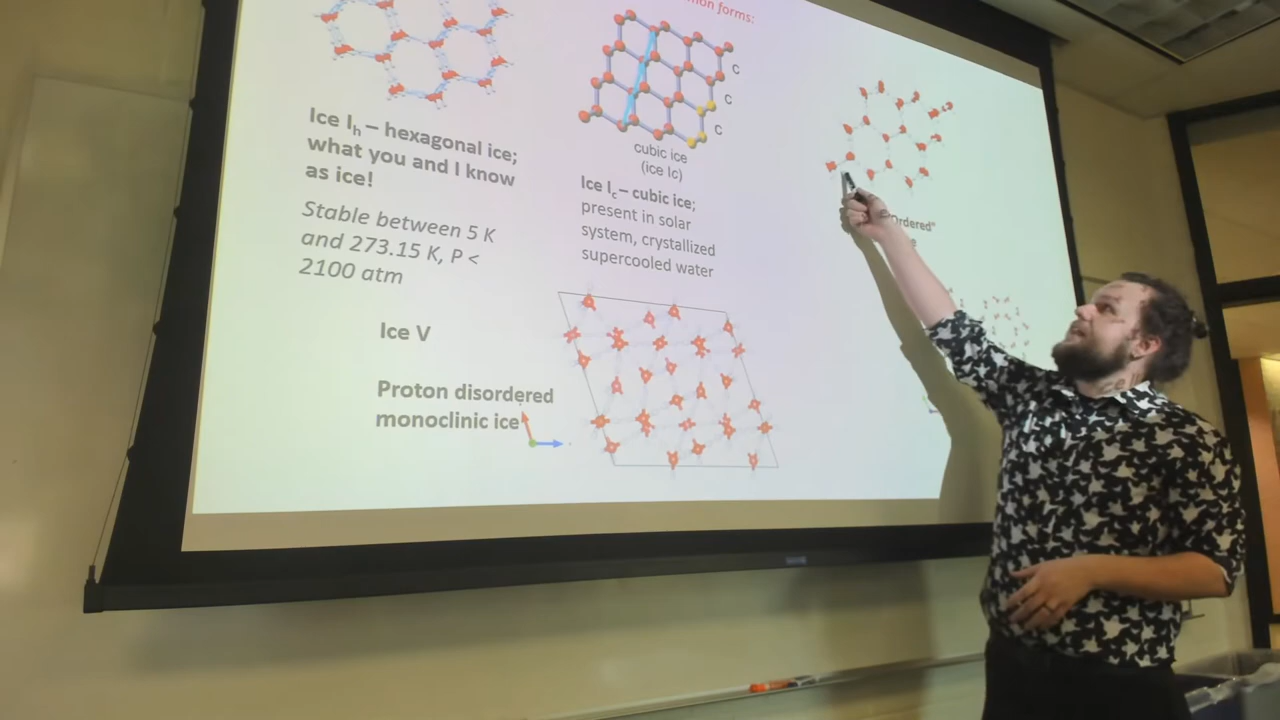 mon forms:
Ice Ih – hexagonal ice;
what you and I know
as ice!
Stable between 5 K
and 273.15 K, P <
2100 atm
C
C
C
cubic ice
(ice Ic)
Ice Ic – cubic ice;
present in solar
system, crystallized
supercooled water
Ordered"
Ice V
Proton disordered
monoclinic ice